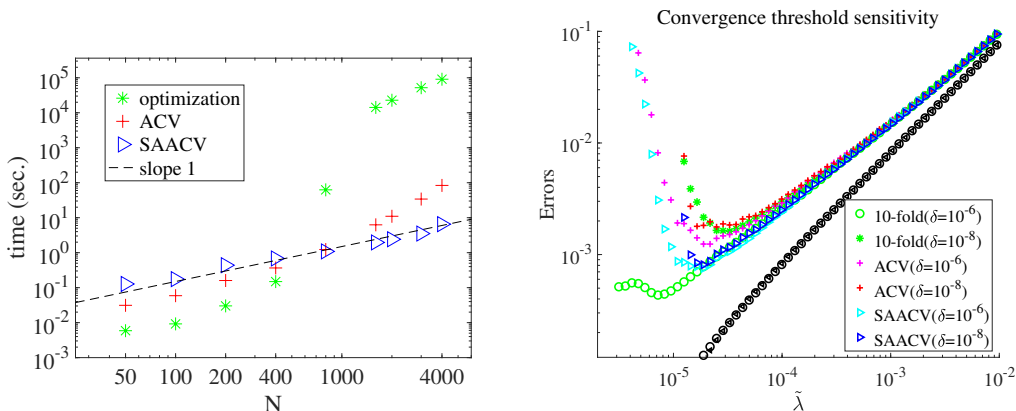 time (sec.)
10^5
10^4
10^3
10^2
10^1
10^0
10^-1
10^-2
10^-3
optimization
ACV
SAACV
slope 1
50 100 200 400 1000 4000
N
Convergence threshold sensitivity
Errors
10^-1
10^-2
10^-3
10-fold(δ=10^-6)
10-fold(δ=10^-8)
ACV(δ=10^-6)
ACV(δ=10^-8)
SAACV(δ=10^-6)
SAACV(δ=10^-8)
10^-5 10^-4 10^-3 10^-2
λ̃